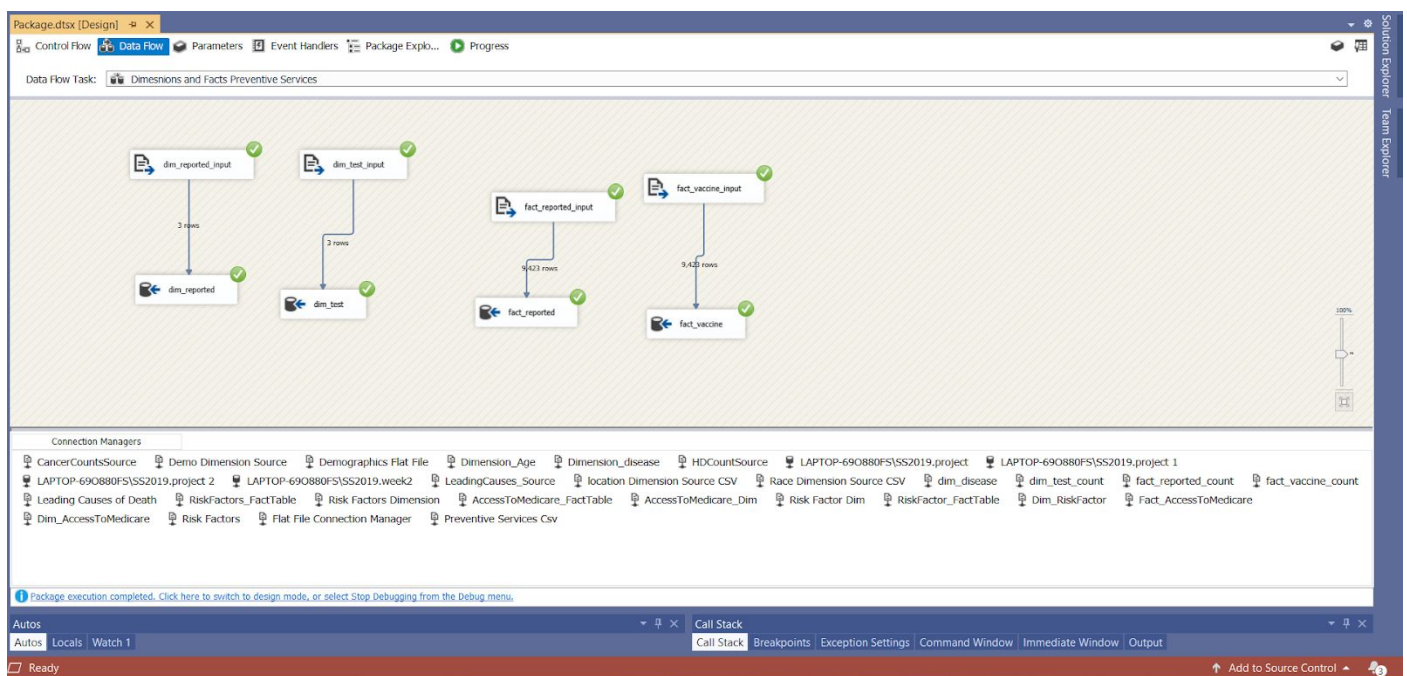 Package.dtsx [Design]
Control Flow Data Flow Parameters Event Handlers Package Explo... Progress
Data Flow Task: Dimesnions and Facts Preventive Services
dim_reported_input
dim_test_input
fact_reported_input
fact_vaccine_input
3 rows
3 rows
9,423 rows
9,423 rows
dim_reported
dim_test
fact_reported
fact_vaccine
100%
Connection Managers
CancerCountsSource Demo Dimension Source Demographics Flat File Dimension_Age Dimension_disease HDCountSource LAPTOP-69O880FS\SS2019.project LAPTOP-69O880FS\SS2019.project 1
LAPTOP-69O880FS\SS2019.project 2 LAPTOP-69O880FS\SS2019.week2 LeadingCauses_Source location Dimension Source CSV Race Dimension Source CSV dim_disease dim_test_count fact_reported_count fact_vaccine_count
Leading Causes of Death RiskFactors_FactTable Risk Factors Dimension AccessToMedicare_FactTable AccessToMedicare_Dim Risk Factor Dim RiskFactor_FactTable Dim_RiskFactor Fact_AccessToMedicare
Dim_AccessToMedicare Risk Factors Flat File Connection Manager Preventive Services Csv
Package execution completed. Click here to switch to design mode, or select Stop Debugging from the Debug menu.
Autos
Autos Locals Watch 1
Call Stack
Call Stack Breakpoints Exception Settings Command Window Immediate Window Output
Ready
Add to Source Control
3
Solution Explorer
Team Explorer